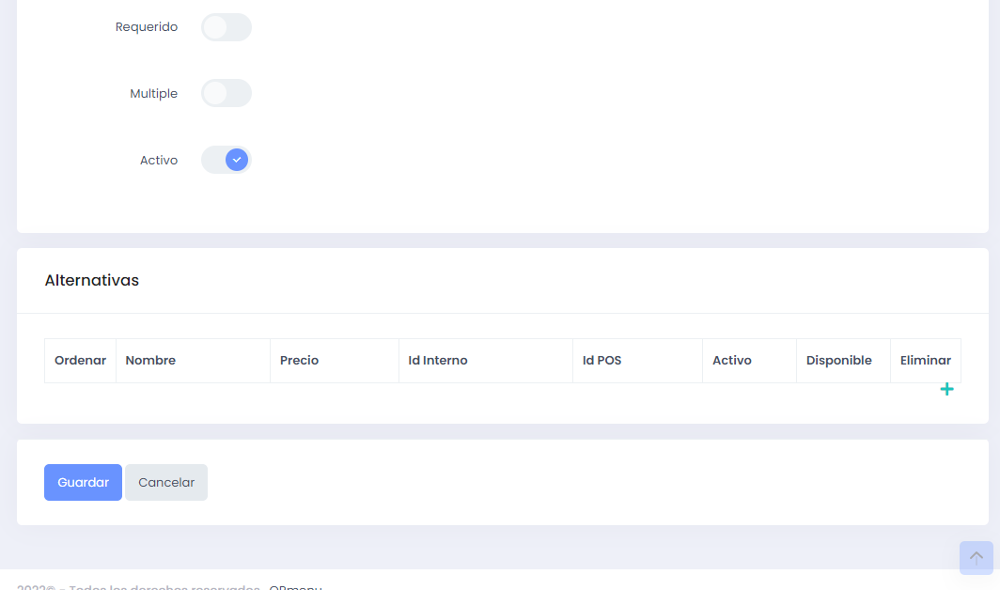 Requerido
Multiple
Activo
Alternativas
Ordenar Nombre Precio Id Interno Id POS Activo Disponible Eliminar
Guardar Cancelar
2022© - Todos los derechos reservados QRmenu